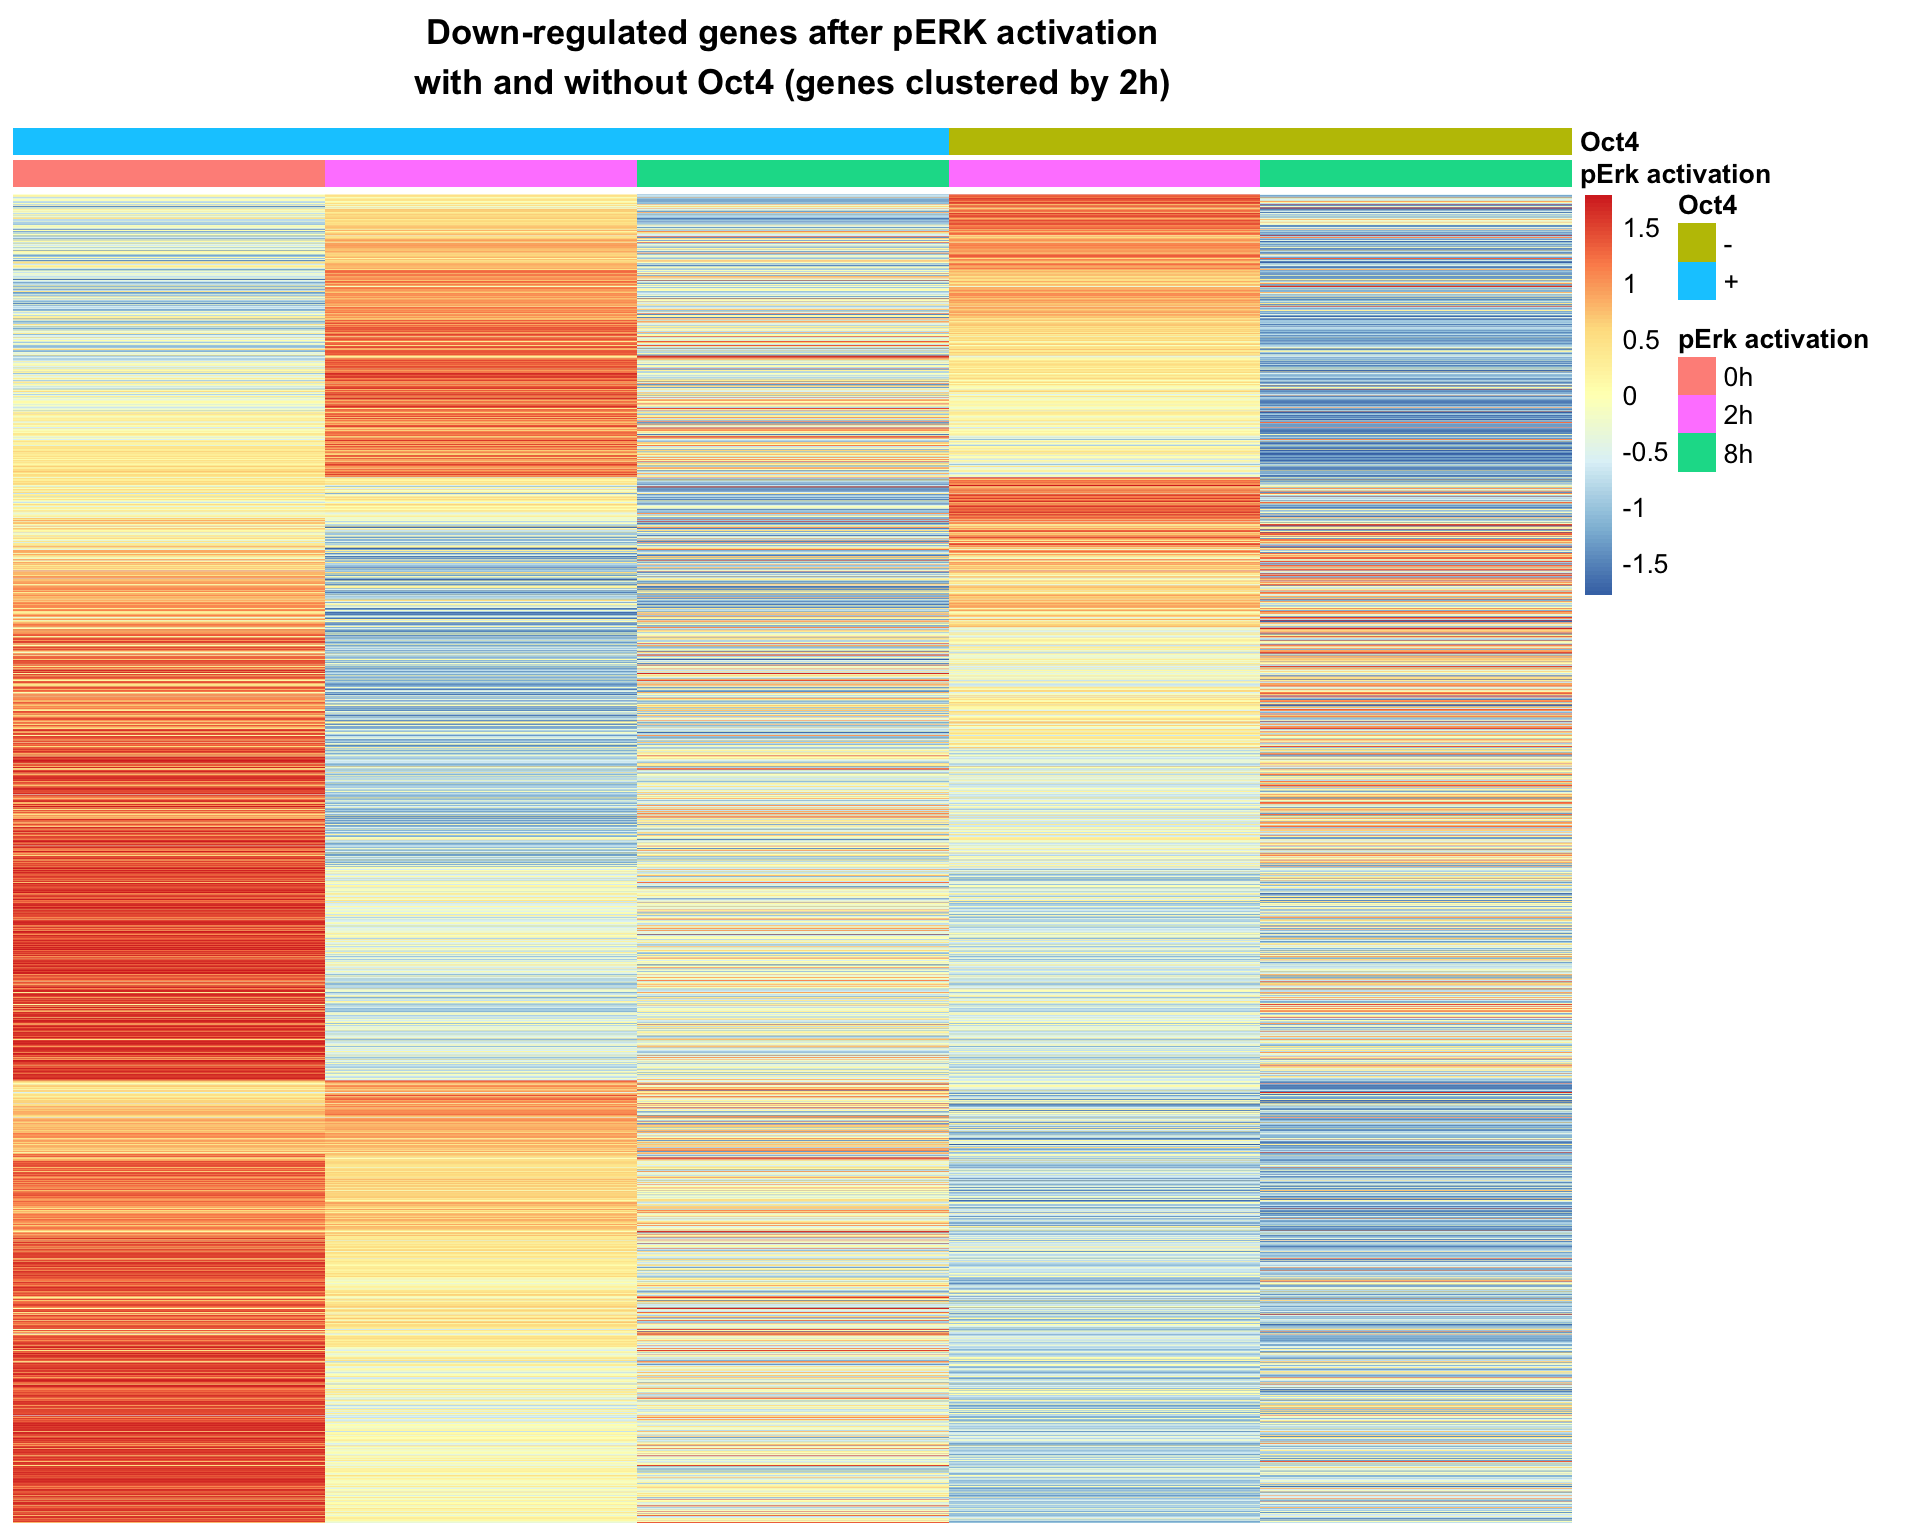 Down-regulated genes after pERK activation
with and without Oct4 (genes clustered by 2h)
Oct4
pErk activation
1.5
1
0.5
0
-0.5
-1
-1.5
Oct4
-
+
pErk activation
0h
2h
8h